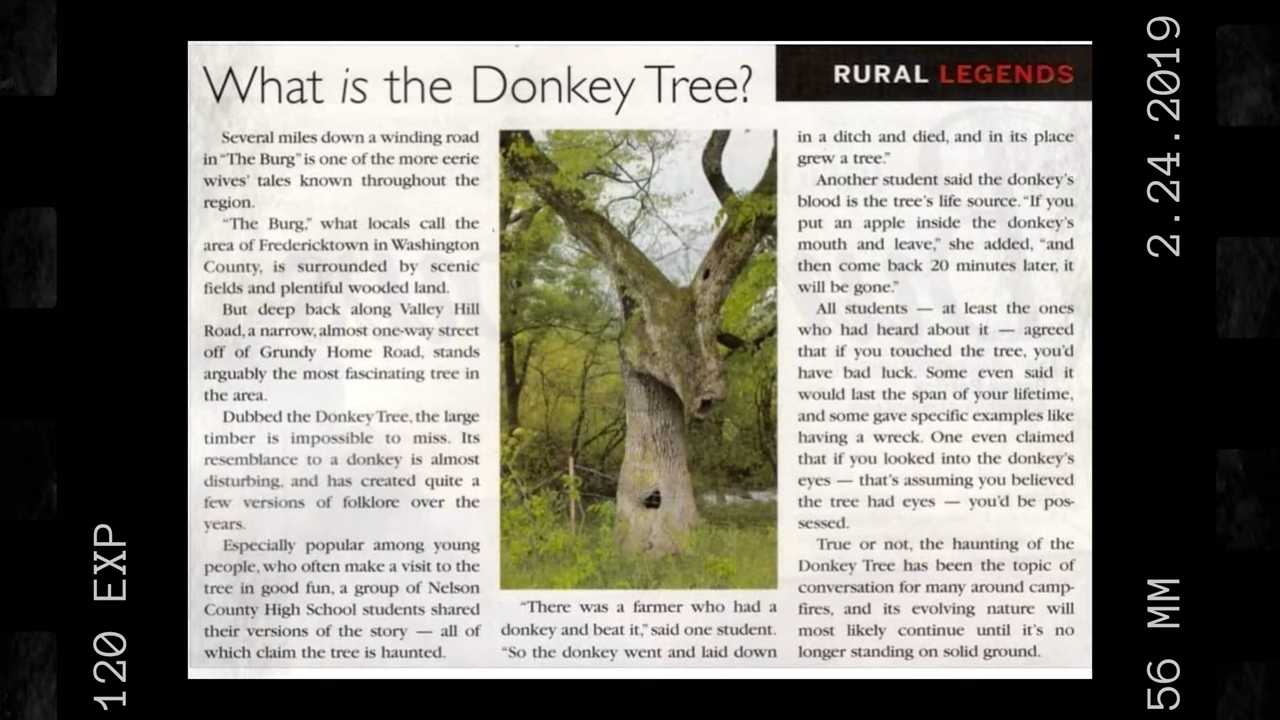 What is the Donkey Tree?
RURAL LEGENDS
Several miles down a winding road
in “The Burg” is one of the more eerie
wives’ tales known throughout the
region.
“The Burg,” what locals call the
area of Fredericktown in Washington
County, is surrounded by scenic
fields and plentiful wooded land.
But deep back along Valley Hill
Road, a narrow, almost one-way street
off of Grundy Home Road, stands
arguably the most fascinating tree in
the area.
Dubbed the Donkey Tree, the large
timber is impossible to miss. Its
resemblance to a donkey is almost
disturbing, and has created quite a
few versions of folklore over the
years.
Especially popular among young
people, who often make a visit to the
tree in good fun, a group of Nelson
County High School students shared
their versions of the story — all of
which claim the tree is haunted.
“There was a farmer who had a
donkey and beat it,” said one student.
“So the donkey went and laid down
in a ditch and died, and in its place
grew a tree.”
Another student said the donkey’s
blood is the tree’s life source. “If you
put an apple inside the donkey’s
mouth and leave,” she added, “and
then come back 20 minutes later, it
will be gone.”
All students — at least the ones
who had heard about it — agreed
that if you touched the tree, you’d
have bad luck. Some even said it
would last the span of your lifetime,
and some gave specific examples like
having a wreck. One even claimed
that if you looked into the donkey’s
eyes — that’s assuming you believed
the tree had eyes — you’d be pos-
sessed.
True or not, the haunting of the
Donkey Tree has been the topic of
conversation for many around camp-
fires, and its evolving nature will
most likely continue until it’s no
longer standing on solid ground.
120 EXP
2.24.2019
56 MM